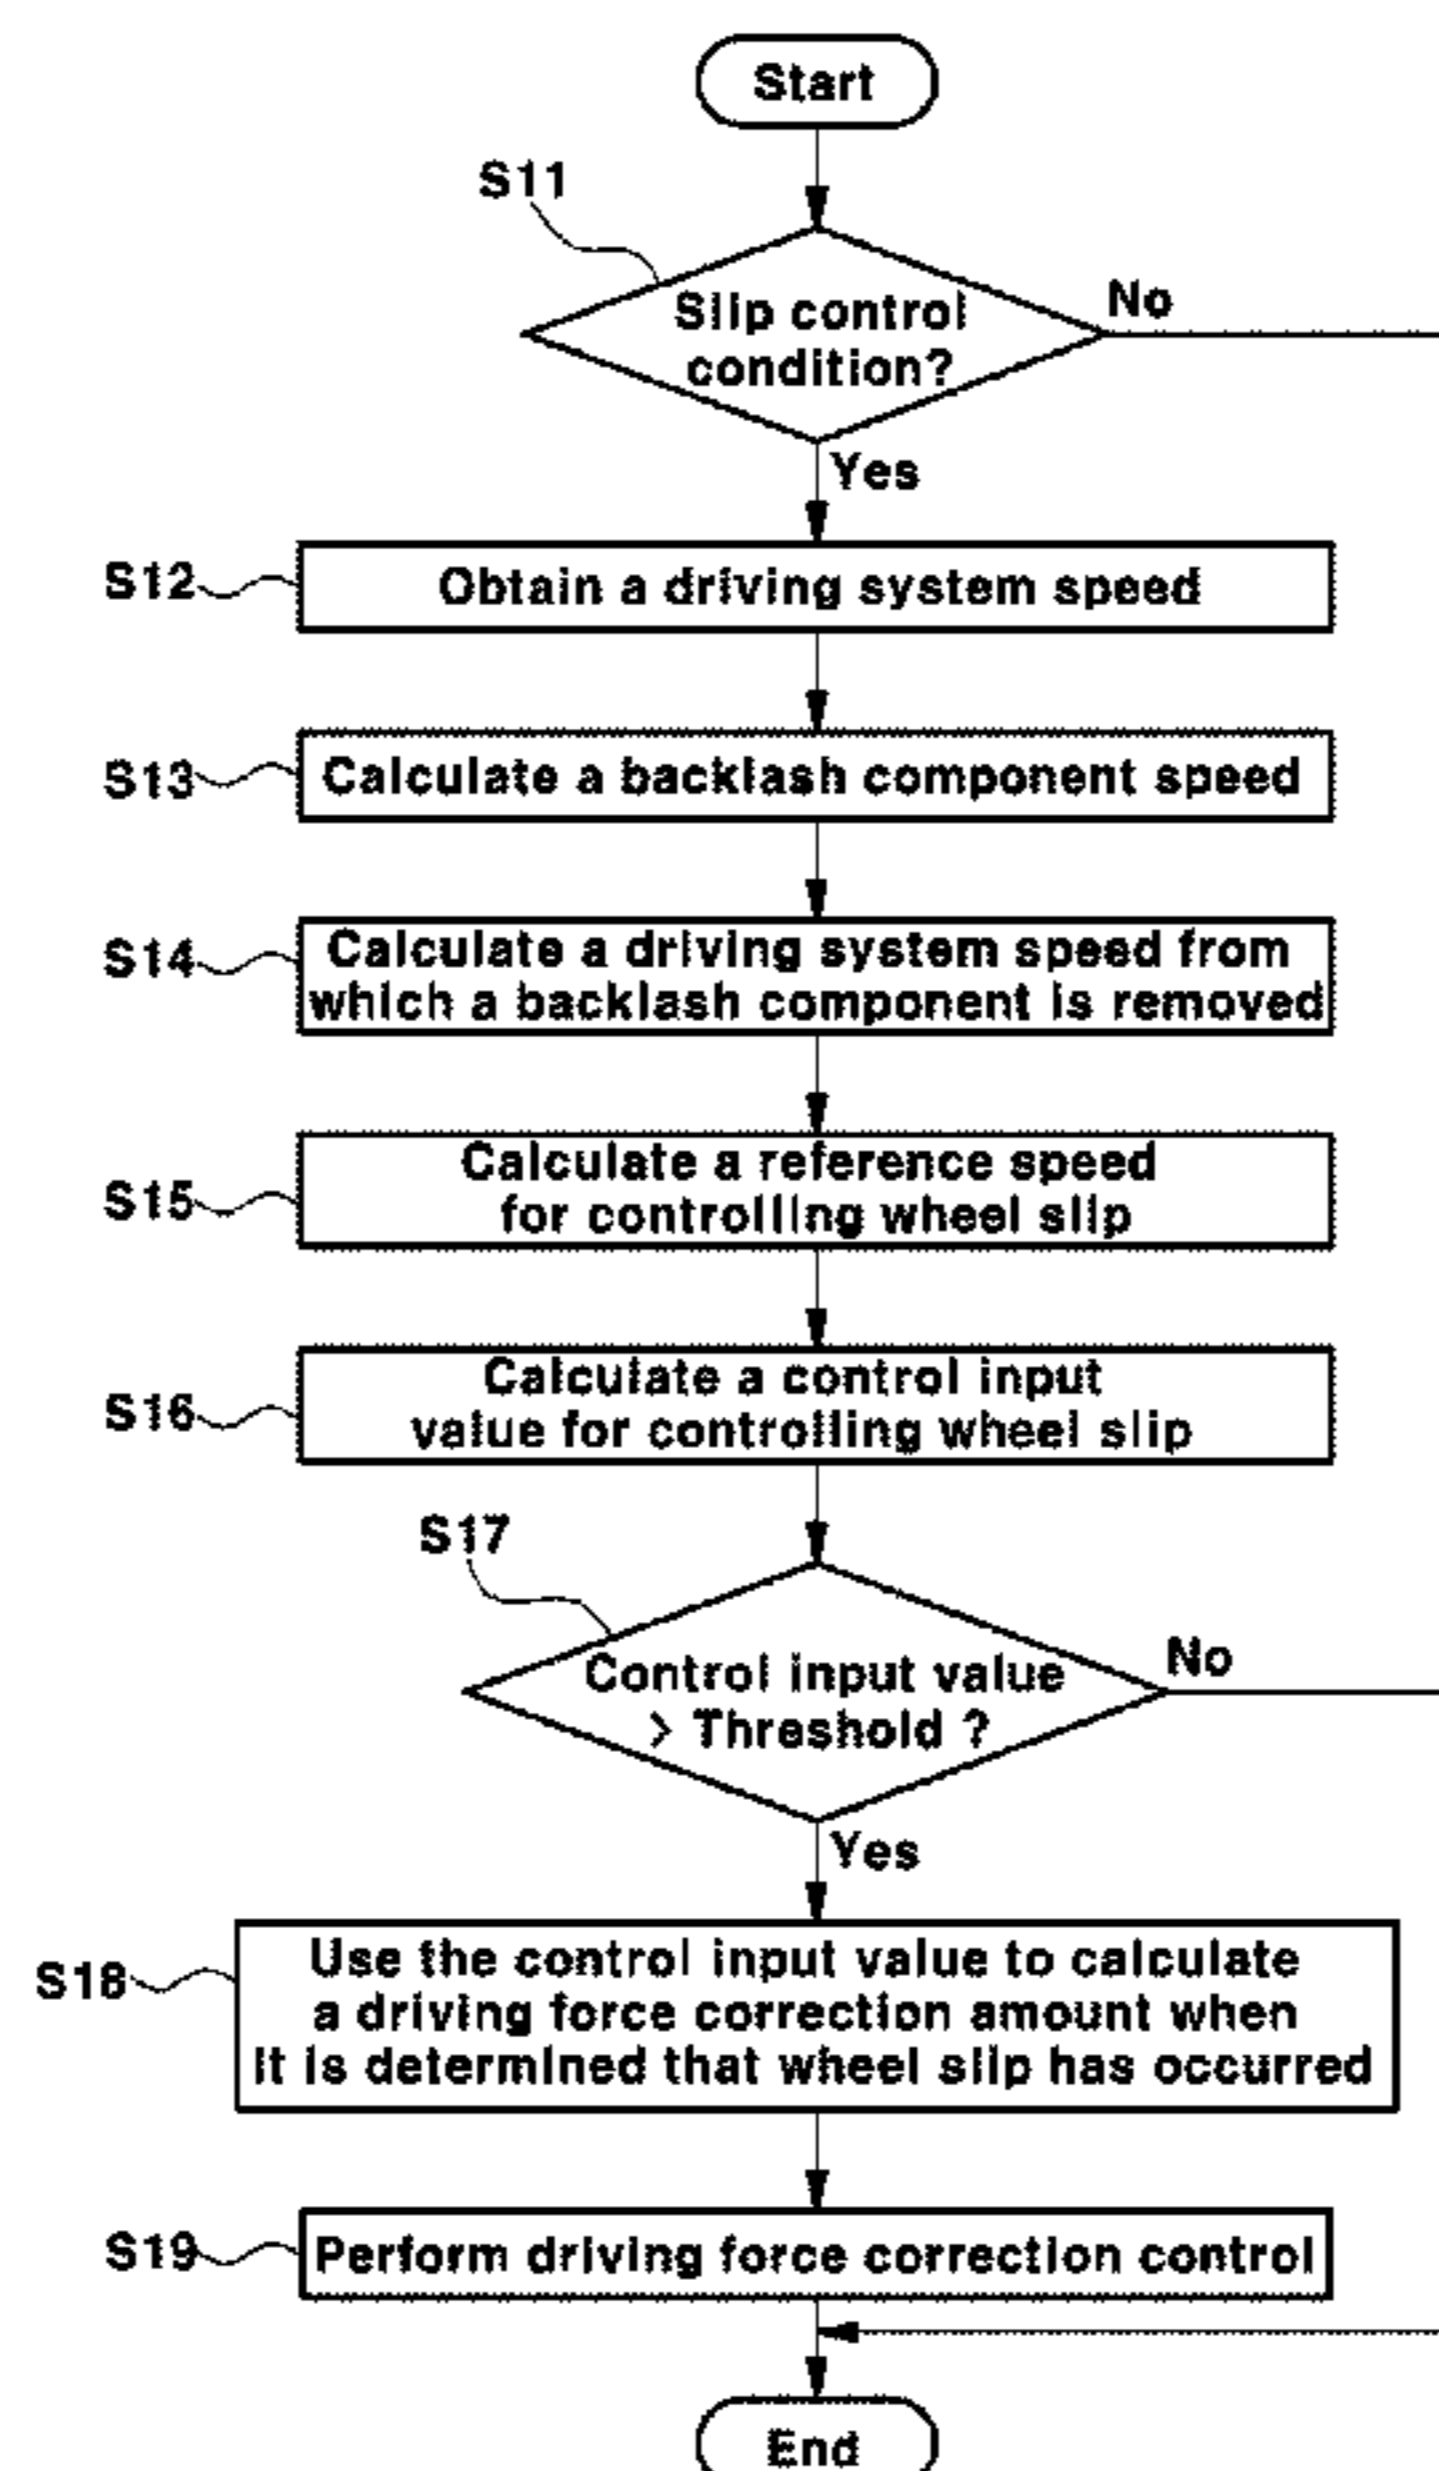 Start
S11
Slip control
condition?
No
Yes
S12
Obtain a driving system speed
S13
Calculate a backlash component speed
S14
Calculate a driving system speed from
which a backlash component is removed
S15
Calculate a reference speed
for controlling wheel slip
S16
Calculate a control input
value for controlling wheel slip
S17
Control input value
> Threshold ?
No
Yes
S18
Use the control input value to calculate
a driving force correction amount when
it is determined that wheel slip has occurred
S19
Perform driving force correction control
End